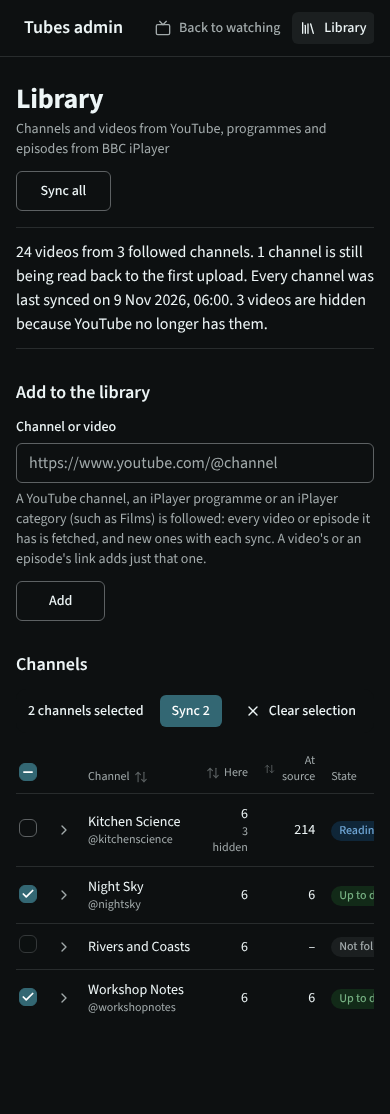 Tubes admin
Back to watching
Library
Library
Channels and videos from YouTube, programmes and
episodes from BBC iPlayer
Sync all
24 videos from 3 followed channels. 1 channel is still
being read back to the first upload. Every channel was
last synced on 9 Nov 2026, 06:00. 3 videos are hidden
because YouTube no longer has them.
Add to the library
Channel or video
https://www.youtube.com/@channel
A YouTube channel, an iPlayer programme or an iPlayer
category (such as Films) is followed: every video or episode it
has is fetched, and new ones with each sync. A video's or an
episode's link adds just that one.
Add
Channels
2 channels selected
Sync 2
Clear selection
Channel
Here
At
source
State
Kitchen Science
@kitchenscience
6
3
hidden
214
Readin
Night Sky
@nightsky
6
6
Up to d
Rivers and Coasts
6
–
Not fol
Workshop Notes
@workshopnotes
6
6
Up to d